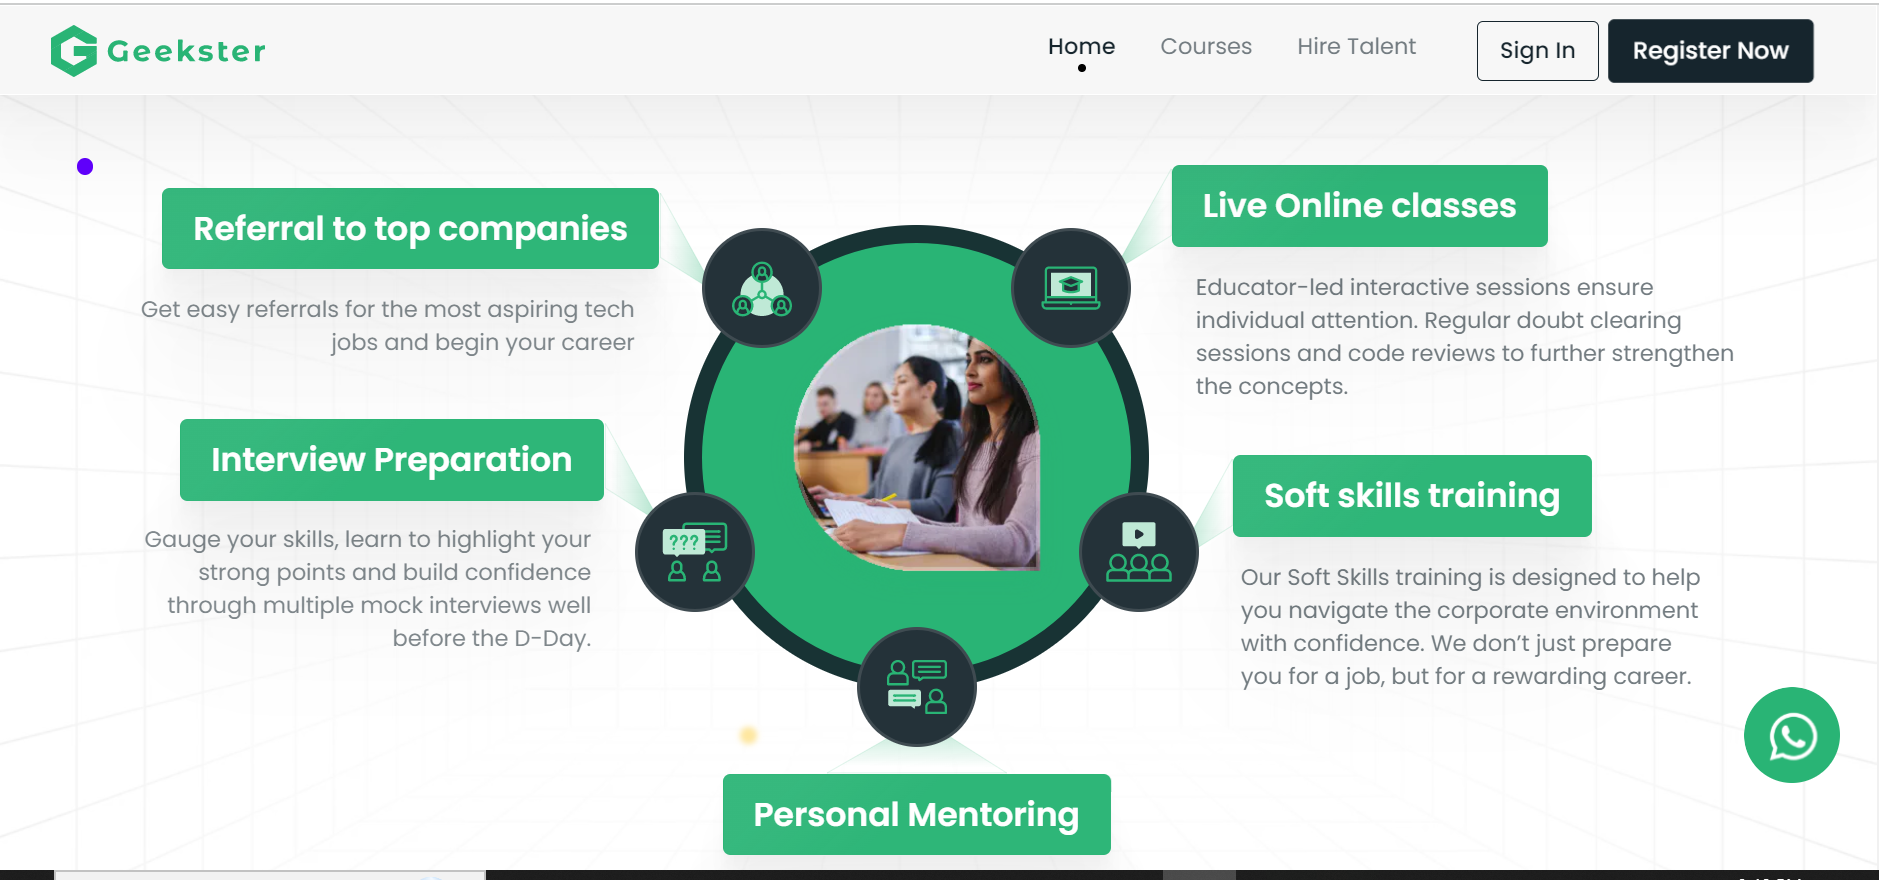 Geekster
Home
Courses
Hire Talent
Sign In
Register Now
Referral to top companies
Get easy referrals for the most aspiring tech
jobs and begin your career
Live Online classes
Educator-led interactive sessions ensure
individual attention. Regular doubt clearing
sessions and code reviews to further strengthen
the concepts.
Interview Preparation
Gauge your skills, learn to highlight your
strong points and build confidence
through multiple mock interviews well
before the D-Day.
???
Soft skills training
Our Soft Skills training is designed to help
you navigate the corporate environment
with confidence. We don’t just prepare
you for a job, but for a rewarding career.
Personal Mentoring